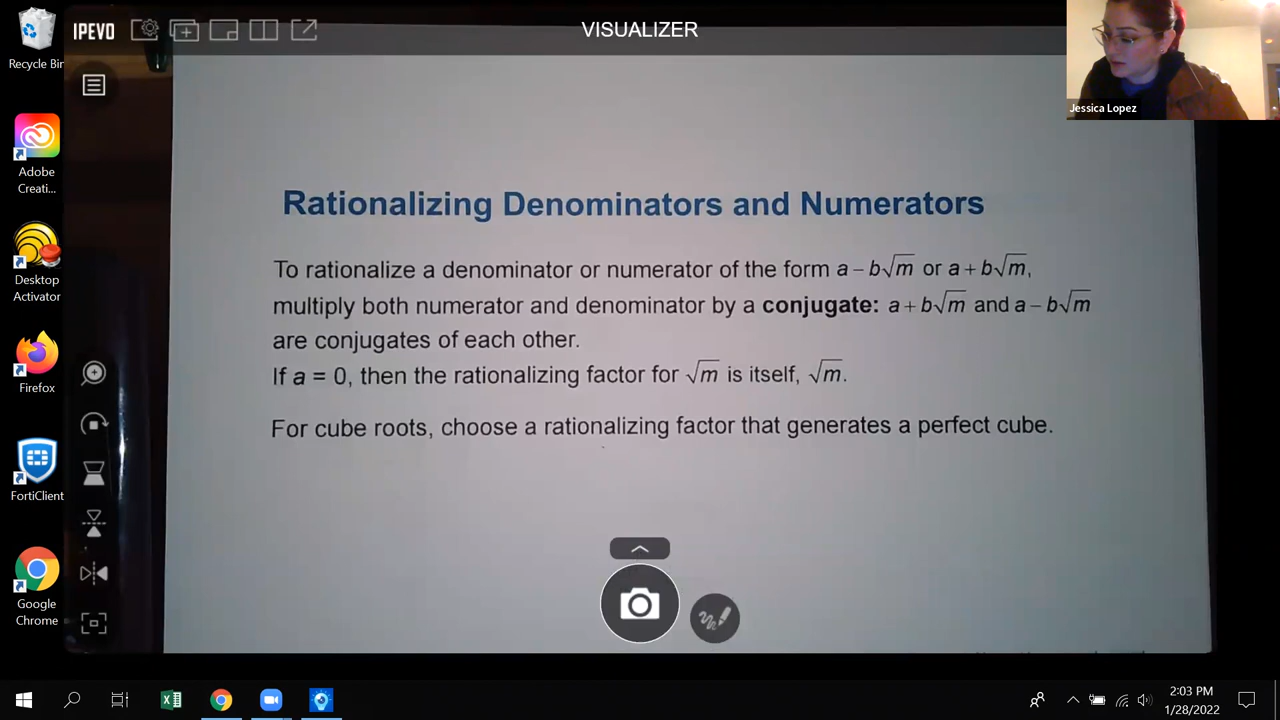 Recycle Bin
IPEVO
VISUALIZER
Jessica Lopez
Adobe
Creati...
Desktop
Activator
Firefox
FortiClient
Google
Chrome
Rationalizing Denominators and Numerators
To rationalize a denominator or numerator of the form a − b√m or a + b√m,
multiply both numerator and denominator by a conjugate: a + b√m and a − b√m
are conjugates of each other.
If a = 0, then the rationalizing factor for √m is itself, √m.
For cube roots, choose a rationalizing factor that generates a perfect cube.
2:03 PM
1/28/2022